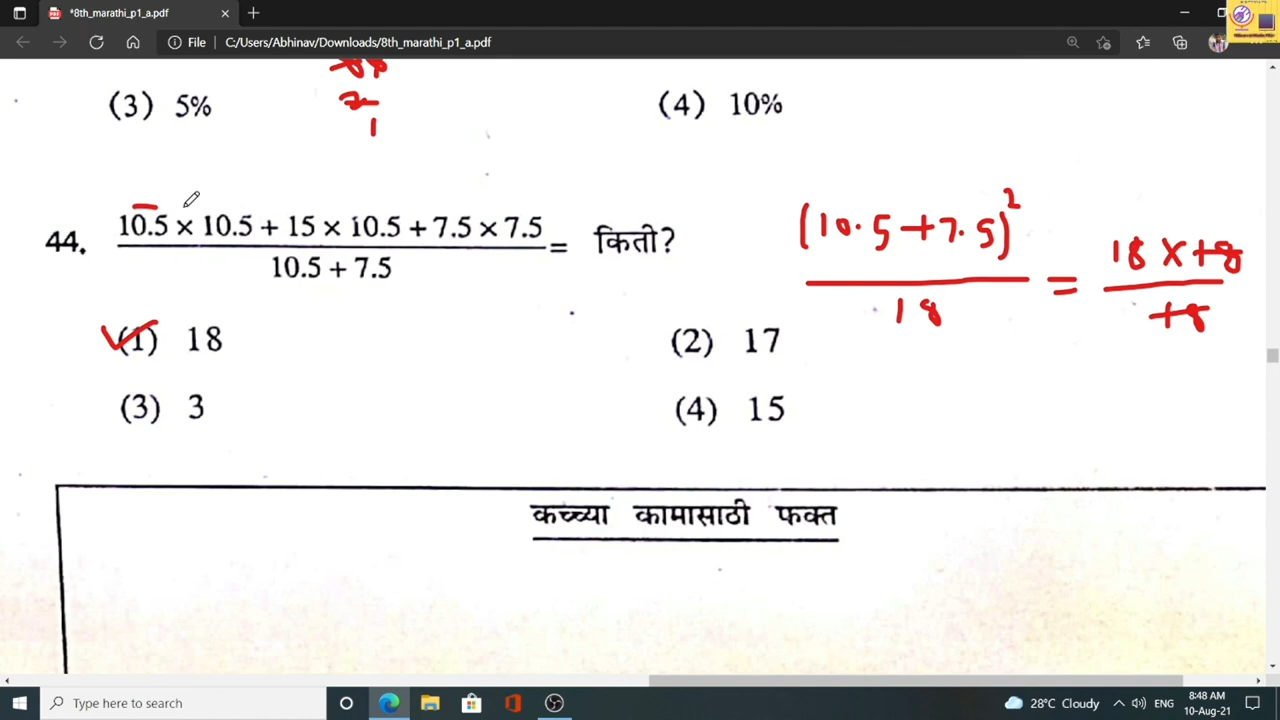 *8th_marathi_p1_a.pdf
File C:/Users/Abhinav/Downloads/8th_marathi_p1_a.pdf
(3) 5% (4) 10%
1
44. 10.5 × 10.5 + 15 × 10.5 + 7.5 × 7.5 = किती?
10.5 + 7.5
(10.5+7.5)² = 18 × 18
18 18
(1) 18 (2) 17
(3) 3 (4) 15
कच्च्या कामासाठी फक्त
Type here to search
28°C Cloudy
ENG
8:48 AM
10-Aug-21